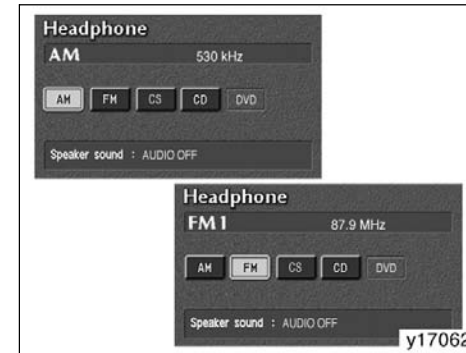 Headphone
AM 530 kHz
AM FM CS CD DVD
Speaker sound : AUDIO OFF
Headphone
FM1 87.9 MHz
AM FM CS CD DVD
Speaker sound : AUDIO OFF
y17062